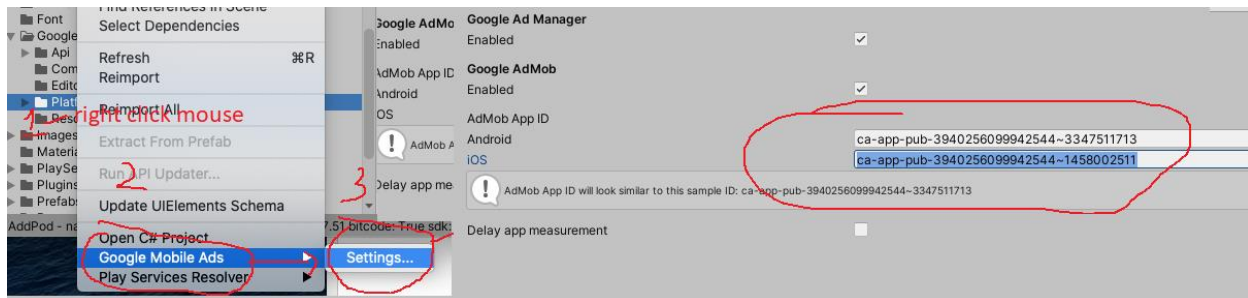 Font
Google
Api
Com
Edito
Plat
Reso
Images
Materia
PlaySe
Plugins
Prefabs
AddPod - na
Find References In Scene
Select Dependencies
Refresh ⌘R
Reimport
Reimport All
1 right click mouse
Extract From Prefab
2
Run API Updater...
Update UIElements Schema
Open C# Project
Google Mobile Ads
Play Services Resolver
3
Settings...
7.51 bitcode: True sdk:
Google AdMo
Enabled
AdMob App ID
Android
iOS
AdMob A
Delay app me
Google Ad Manager
Enabled
Google AdMob
Enabled
AdMob App ID
Android ca-app-pub-3940256099942544~3347511713
iOS ca-app-pub-3940256099942544~1458002511
AdMob App ID will look similar to this sample ID: ca-app-pub-3940256099942544~3347511713
Delay app measurement